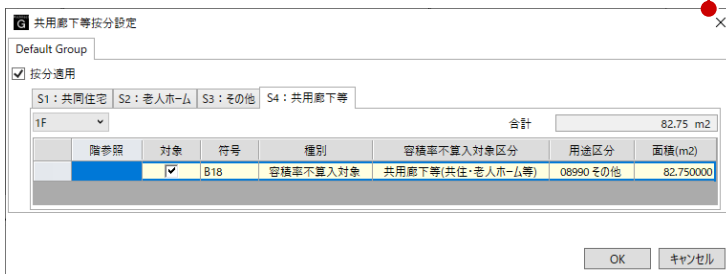 G 共用廊下等按分設定
Default Group
按分適用
S1：共同住宅 S2：老人ホーム S3：その他 S4：共用廊下等
1F 合計 82.75 m2
階参照 対象 符号 種別 容積率不算入対象区分 用途区分 面積(m2)
B18 容積率不算入対象 共用廊下等(共住・老人ホーム等) 08990 その他 82.750000
OK キャンセル